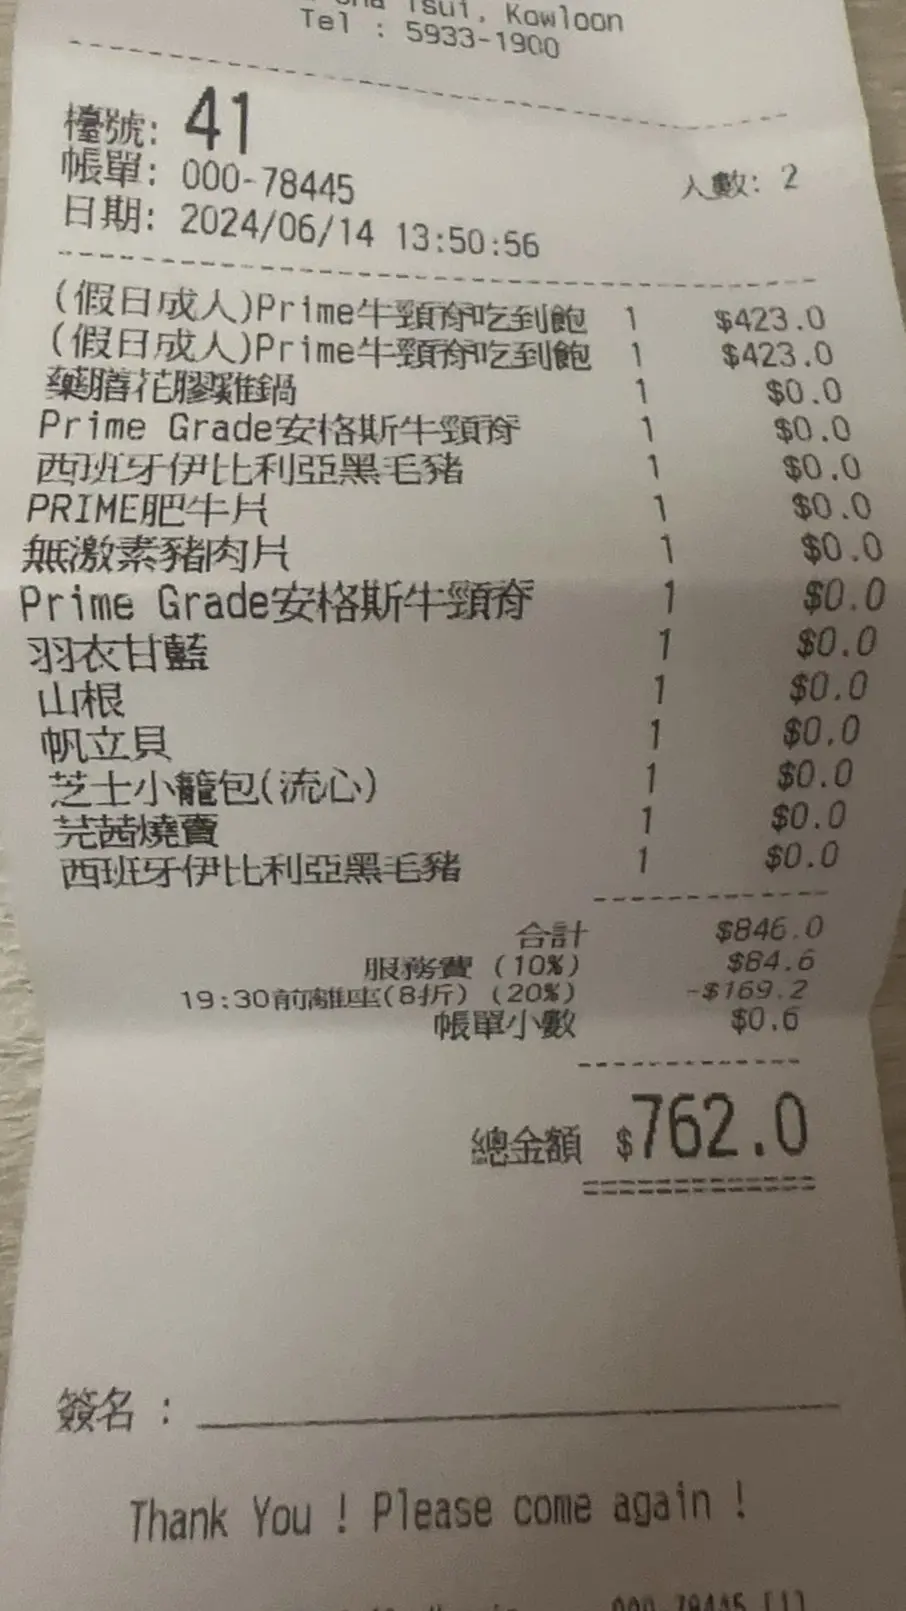 Tsui, Kowloon
Tel : 5933-1900
檯號: 41
帳單: 000-78445 人數: 2
日期: 2024/06/14 13:50:56
(假日成人)Prime牛頸脊吃到飽 1 $423.0
(假日成人)Prime牛頸脊吃到飽 1 $423.0
藥膳花膠雞鍋 1 $0.0
Prime Grade安格斯牛頸脊 1 $0.0
西班牙伊比利亞黑毛豬 1 $0.0
PRIME肥牛片 1 $0.0
無激素豬肉片 1 $0.0
Prime Grade安格斯牛頸脊 1 $0.0
羽衣甘藍 1 $0.0
山根 1 $0.0
帆立貝 1 $0.0
芝士小籠包(流心) 1 $0.0
芫茜燒賣 1 $0.0
西班牙伊比利亞黑毛豬 1 $0.0
合計 $846.0
服務費 (10%) $84.6
19:30前離座(8折) (20%) -$169.2
帳單小數 $0.6
總金額 $762.0
簽名 :
Thank You ! Please come again !
000-78445 [1]